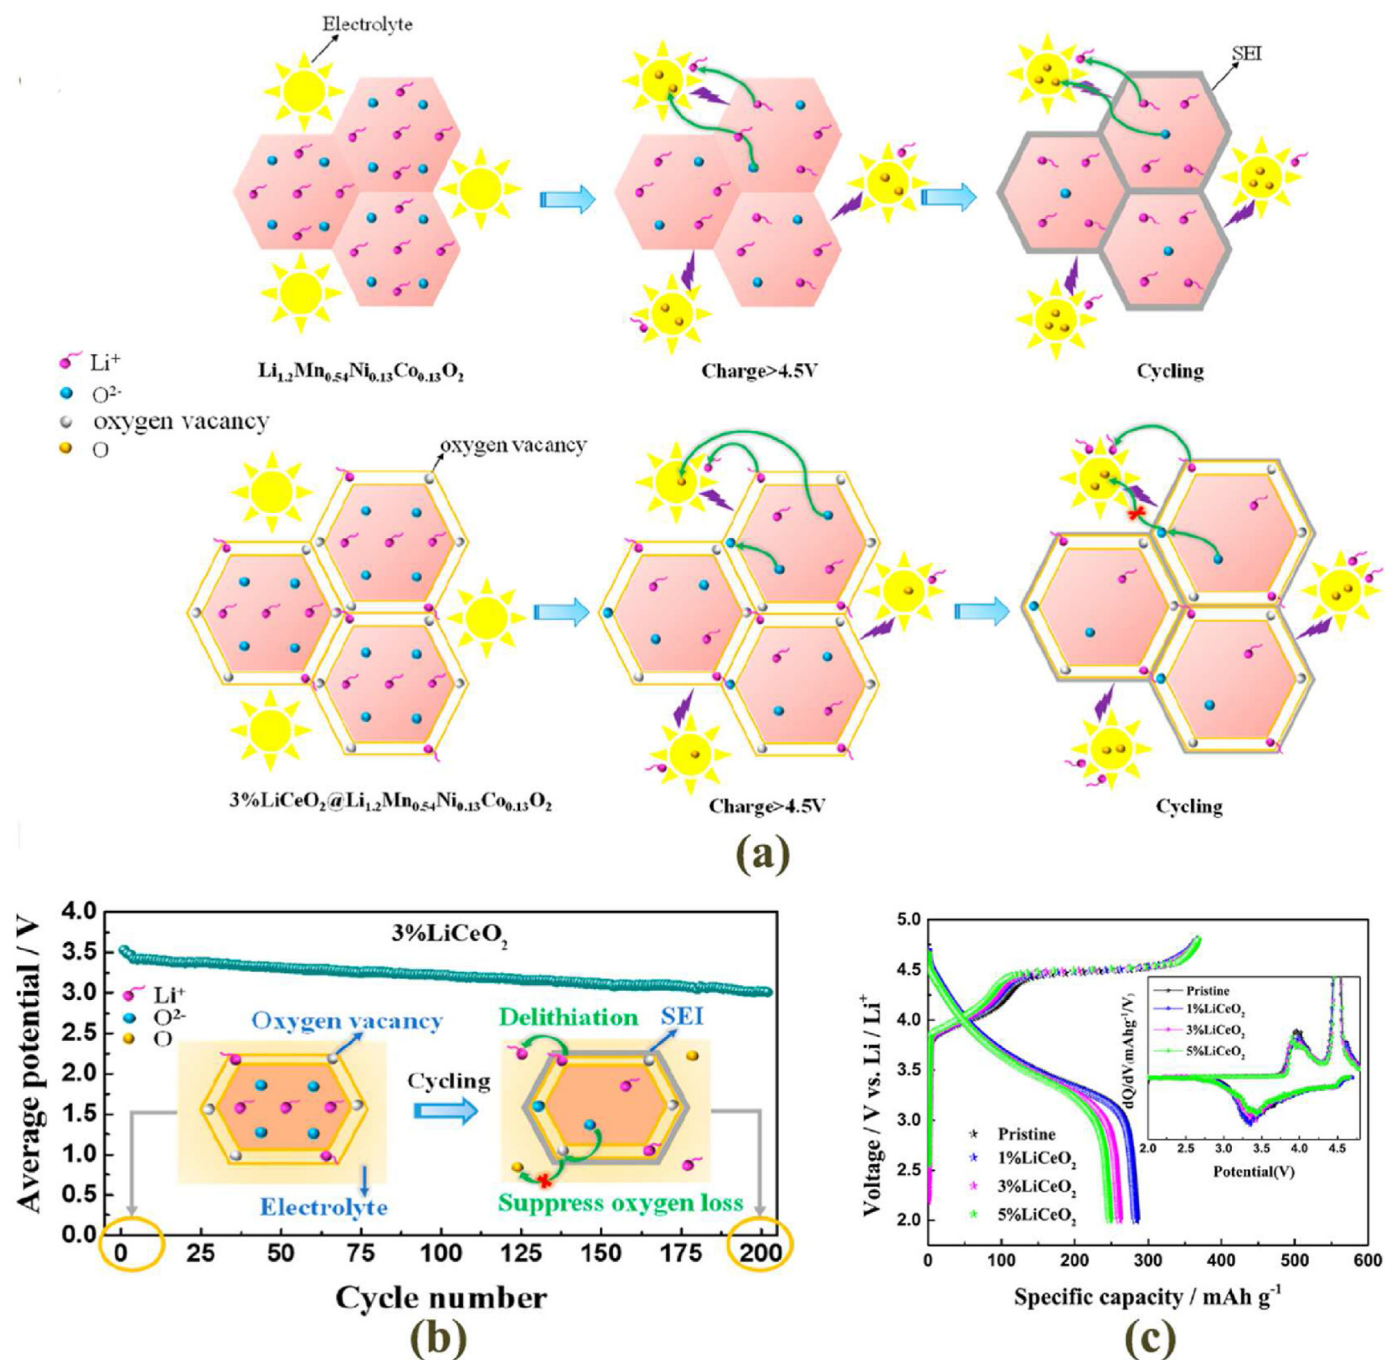 Electrolyte
SEI
Li1.2Mn0.54Ni0.13Co0.13O2
Charge>4.5V
Cycling
Li+
O2-
oxygen vacancy
O
oxygen vacancy
3%LiCeO2@Li1.2Mn0.54Ni0.13Co0.13O2
Charge>4.5V
Cycling
(a)
Average potential / V
4.0
3.5
3.0
2.5
2.0
1.5
1.0
0.5
0.0
3%LiCeO2
Li+
O2-
O
Oxygen vacancy
Delithiation
SEI
Cycling
Electrolyte
Suppress oxygen loss
0 25 50 75 100 125 150 175 200
Cycle number
(b)
Voltage / V vs. Li / Li+
5.0
4.5
4.0
3.5
3.0
2.5
2.0
Pristine
1%LiCeO2
3%LiCeO2
5%LiCeO2
dQ/dV(mAhg-1/V)
Pristine
1%LiCeO2
3%LiCeO2
5%LiCeO2
2.0 2.5 3.0 3.5 4.0 4.5
Potential(V)
0 100 200 300 400 500 600
Specific capacity / mAh g-1
(c)